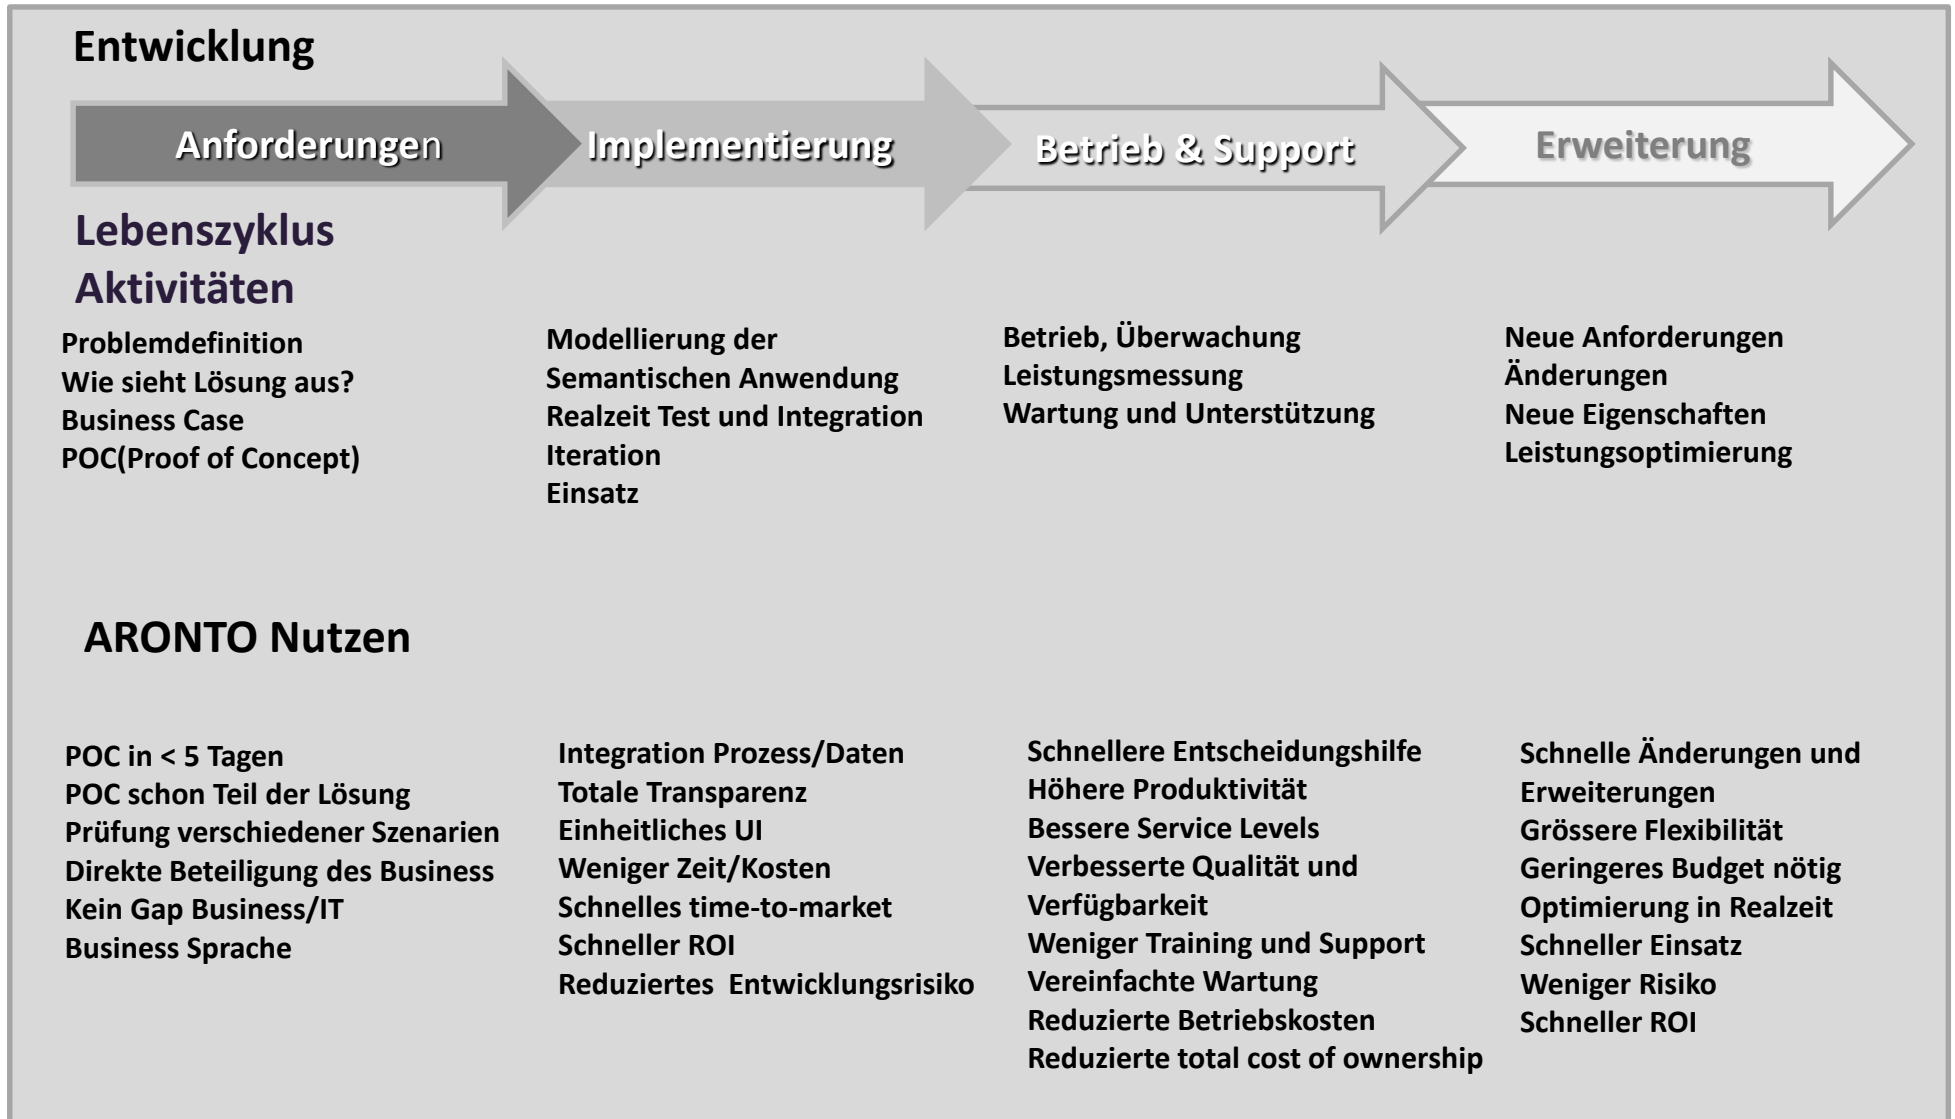 Entwicklung
Anforderungen
Implementierung
Betrieb & Support
Erweiterung
Lebenszyklus
Aktivitäten
Problemdefinition
Wie sieht Lösung aus?
Business Case
POC(Proof of Concept)
Modellierung der
Semantischen Anwendung
Realzeit Test und Integration
Iteration
Einsatz
Betrieb, Überwachung
Leistungsmessung
Wartung und Unterstützung
Neue Anforderungen
Änderungen
Neue Eigenschaften
Leistungsoptimierung
ARONTO Nutzen
POC in < 5 Tagen
POC schon Teil der Lösung
Prüfung verschiedener Szenarien
Direkte Beteiligung des Business
Kein Gap Business/IT
Business Sprache
Integration Prozess/Daten
Totale Transparenz
Einheitliches UI
Weniger Zeit/Kosten
Schnelles time-to-market
Schneller ROI
Reduziertes  Entwicklungsrisiko
Schnellere Entscheidungshilfe
Höhere Produktivität
Bessere Service Levels
Verbesserte Qualität und
Verfügbarkeit
Weniger Training und Support
Vereinfachte Wartung
Reduzierte Betriebskosten
Reduzierte total cost of ownership
Schnelle Änderungen und
Erweiterungen
Grössere Flexibilität
Geringeres Budget nötig
Optimierung in Realzeit
Schneller Einsatz
Weniger Risiko
Schneller ROI